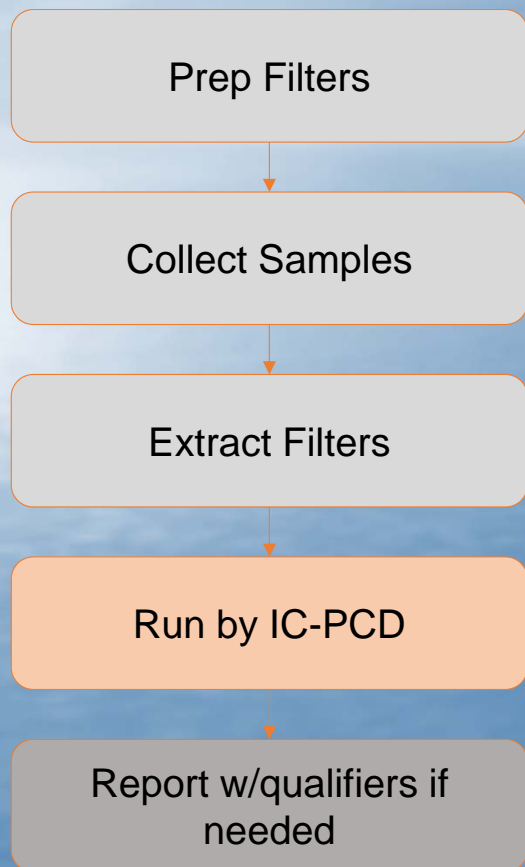 Prep Filters
Collect Samples
Extract Filters
Run by IC-PCD
Report w/qualifiers if
needed